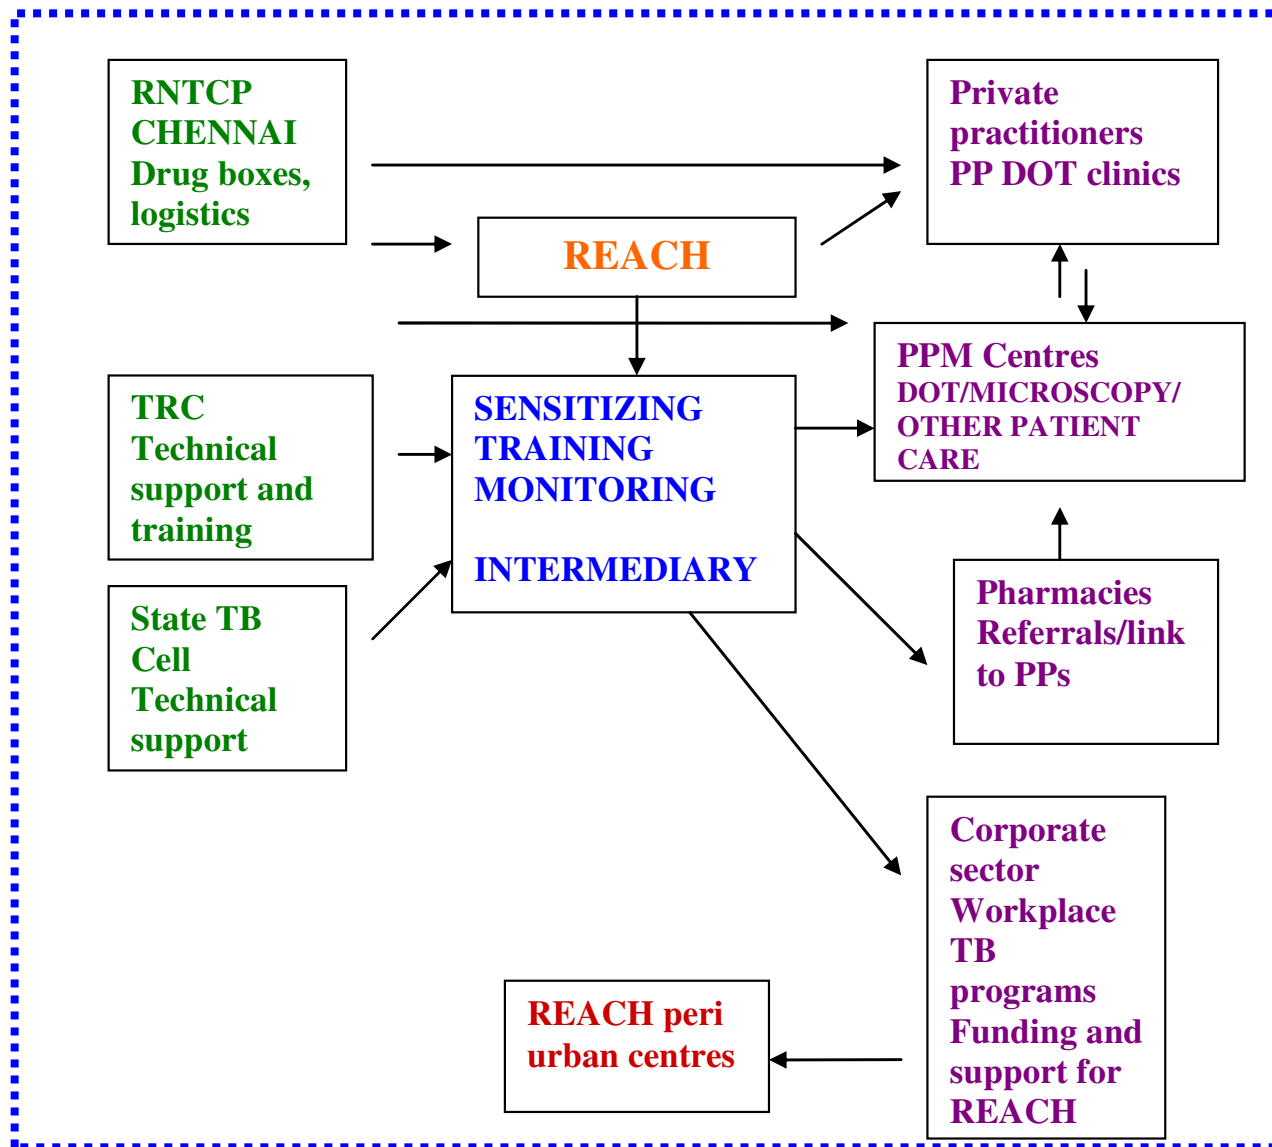 RNTCP
CHENNAI
Drug boxes,
logistics
Private
practitioners
PP DOT clinics
REACH
PPM Centres
DOT/MICROSCOPY/
OTHER PATIENT
CARE
TRC
Technical
support and
training
SENSITIZING
TRAINING
MONITORING
INTERMEDIARY
State TB
Cell
Technical
support
Pharmacies
Referrals/link
to PPs
Corporate
sector
Workplace
TB
programs
Funding and
support for
REACH
REACH peri
urban centres